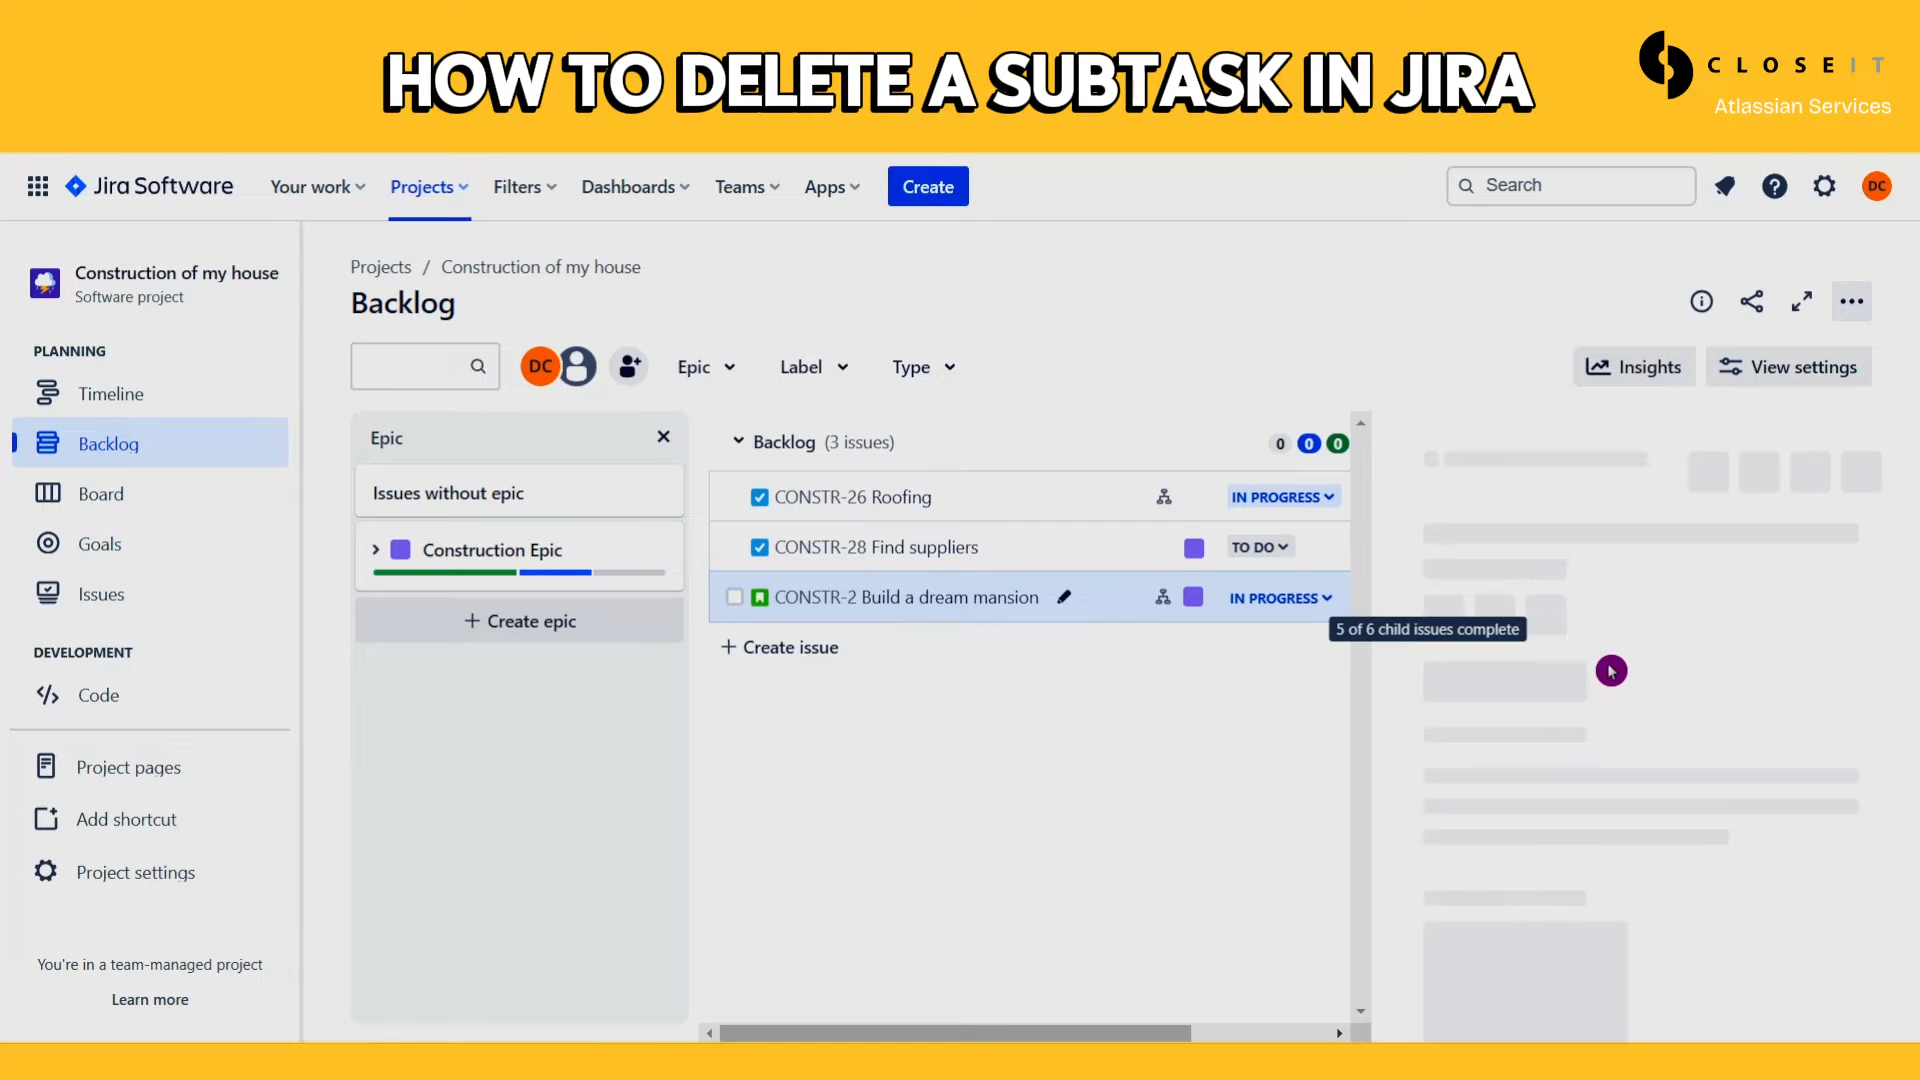 HOW TO DELETE A SUBTASK IN JIRA
CLOSEIT
Atlassian Services
Jira Software
Your work
Projects
Filters
Dashboards
Teams
Apps
Create
Search
DC
Construction of my house
Software project
PLANNING
Timeline
Backlog
Board
Goals
Issues
DEVELOPMENT
Code
Project pages
Add shortcut
Project settings
You're in a team-managed project
Learn more
Projects / Construction of my house
Backlog
DC
Epic
Label
Type
Insights
View settings
Epic
Issues without epic
Construction Epic
+ Create epic
Backlog (3 issues)
0 0 0
CONSTR-26 Roofing
IN PROGRESS
CONSTR-28 Find suppliers
TO DO
CONSTR-2 Build a dream mansion
IN PROGRESS
5 of 6 child issues complete
+ Create issue